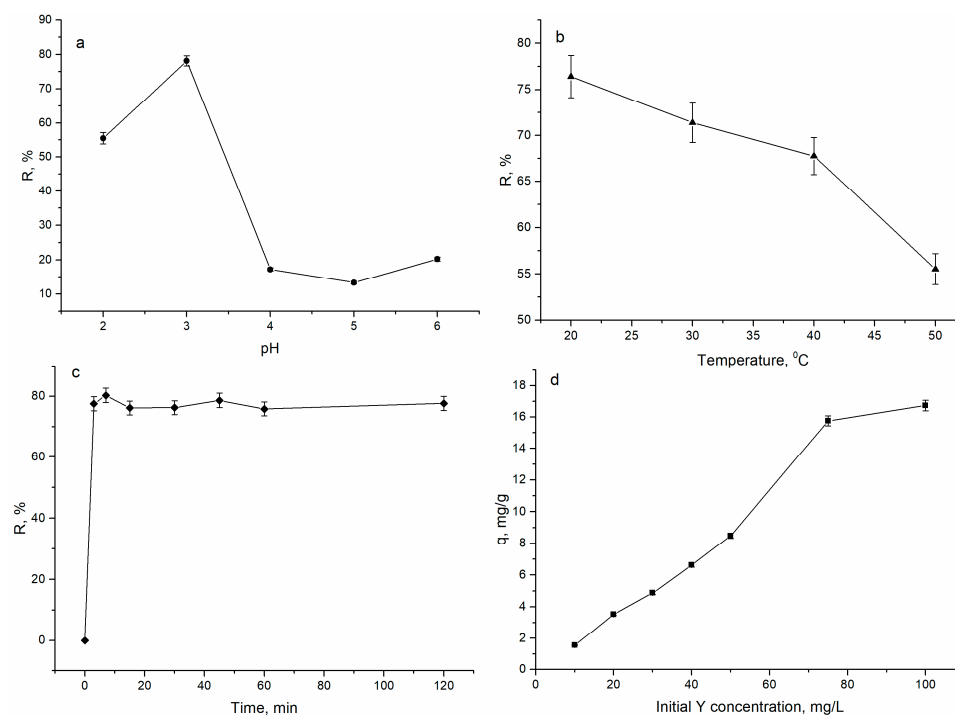 a
90
80
70
60
50
40
30
20
10
R, %
2 3 4 5 6
pH
b
80
75
70
65
60
55
50
R, %
20 25 30 35 40 45 50
Temperature, ⁰C
c
80
60
40
20
0
R, %
0 20 40 60 80 100 120
Time, min
d
18
16
14
12
10
8
6
4
2
0
q, mg/g
0 20 40 60 80 100
Initial Y concentration, mg/L